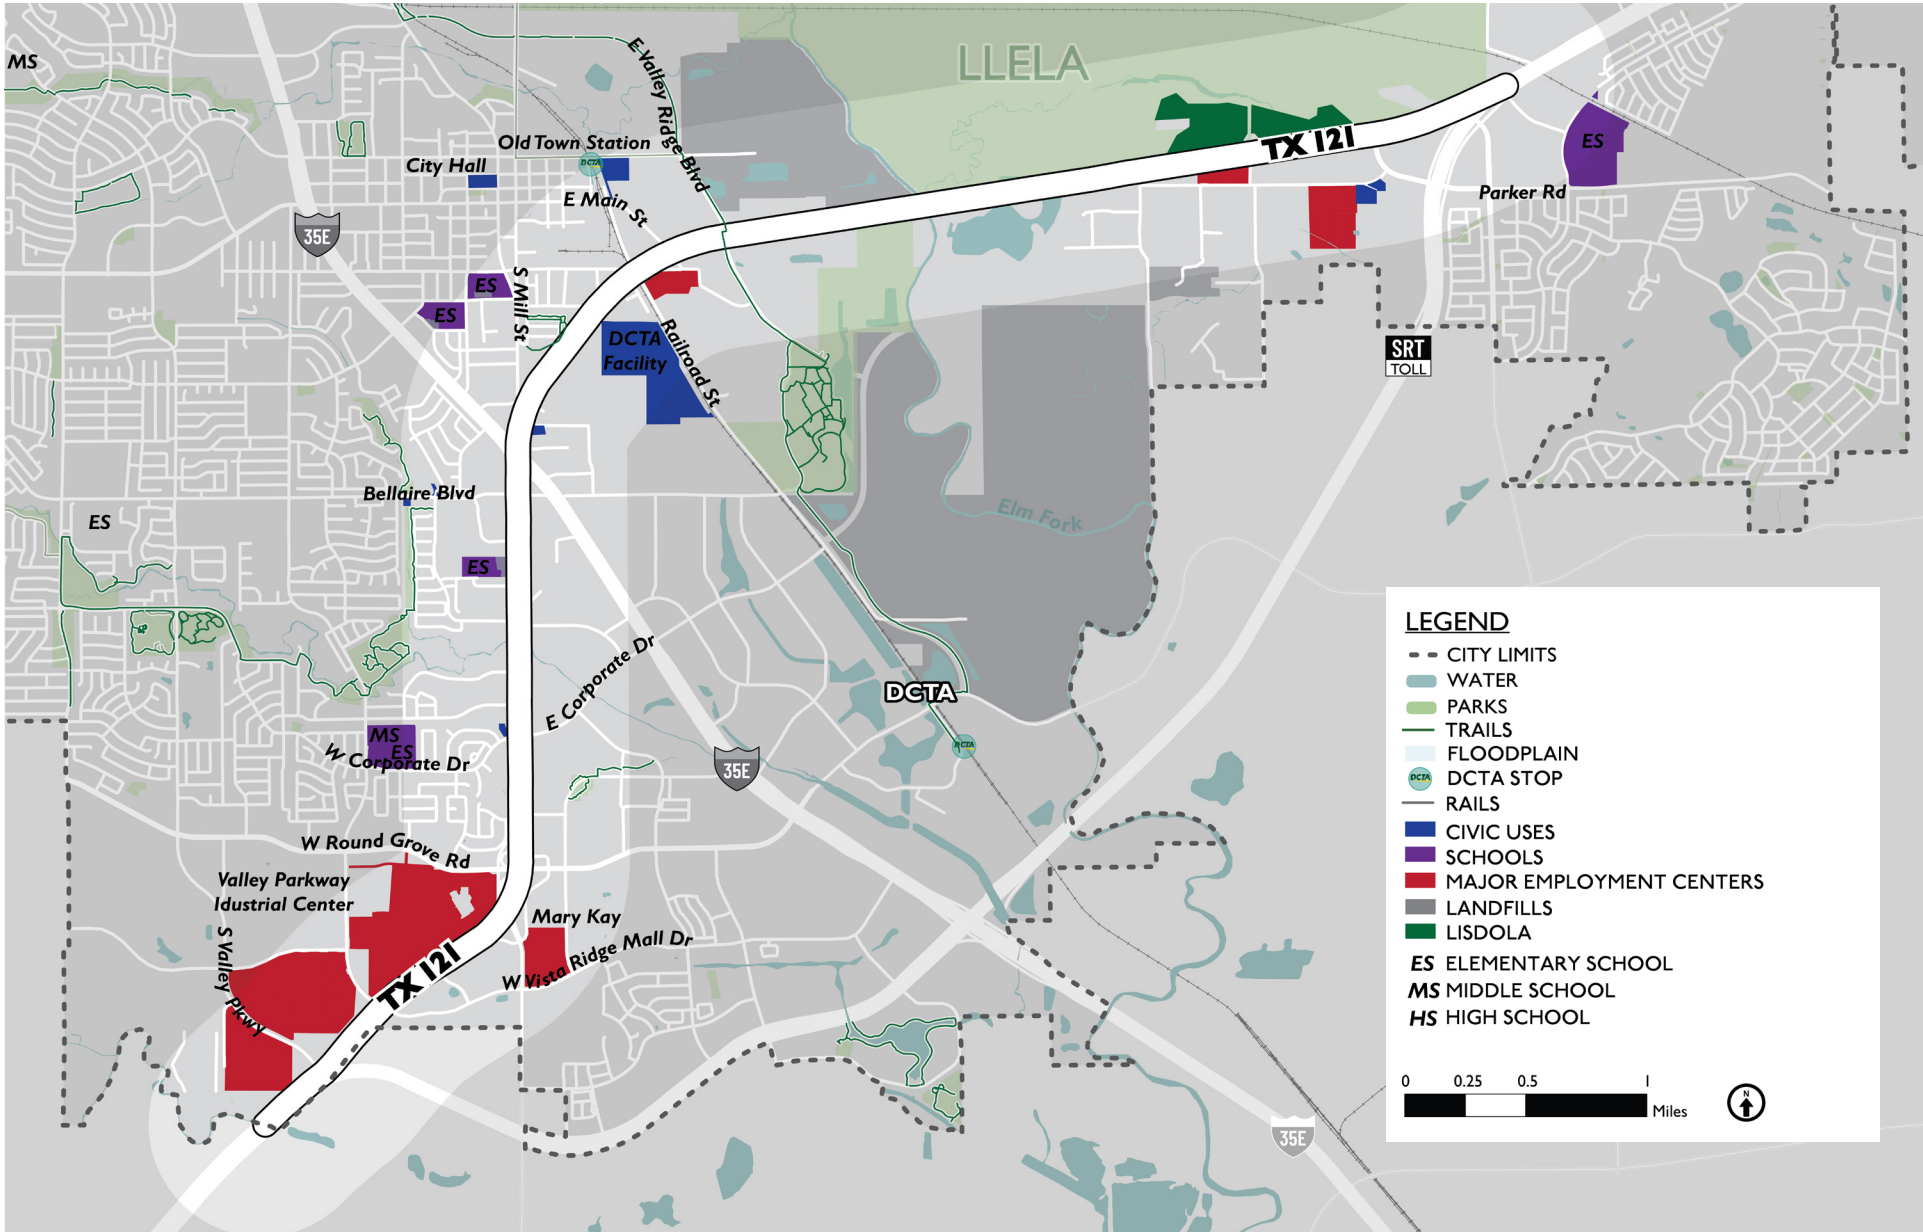 MS
LLELA
E Valley Ridge Blvd
Old Town Station
DCTA
City Hall
E Main St
TX 121
ES
Parker Rd
35E
ES
ES
S Mill St
DCTA
Facility
Railroad St
SRT
TOLL
Bellaire Blvd
ES
Elm Fork
ES
E Corporate Dr
DCTA
DCTA
MS
ES
W Corporate Dr
35E
W Round Grove Rd
Valley Parkway
Idustrial Center
Mary Kay
S Valley Pkwy
TX 121
W Vista Ridge Mall Dr
35E
LEGEND
CITY LIMITS
WATER
PARKS
TRAILS
FLOODPLAIN
DCTA DCTA STOP
RAILS
CIVIC USES
SCHOOLS
MAJOR EMPLOYMENT CENTERS
LANDFILLS
LISDOLA
ES ELEMENTARY SCHOOL
MS MIDDLE SCHOOL
HS HIGH SCHOOL
0 0.25 0.5 1
Miles
N